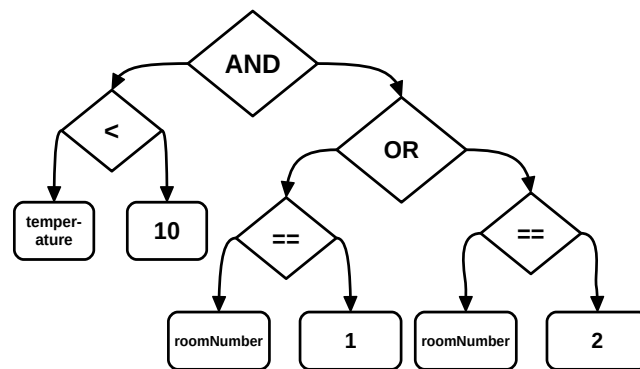 AND
<
OR
temper-
ature
10
==
==
roomNumber
1
roomNumber
2